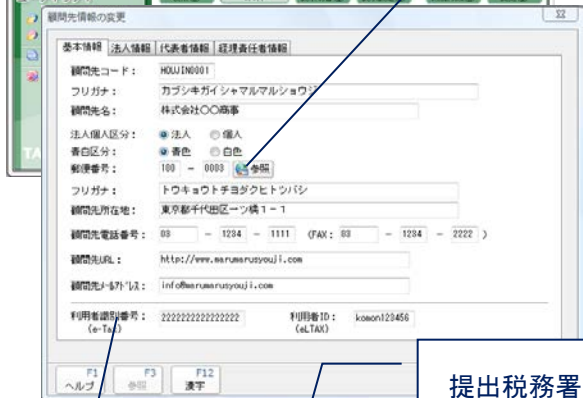 顧問先情報の変更
基本情報 法人情報 代表者情報 経理責任者情報
顧問先コード： HOUJIN0001
フリガナ： カブシキガイシャマルマルショウジ
顧問先名： 株式会社〇〇商事
法人個人区分： 法人 個人
青白区分： 青色 白色
郵便番号： 100 － 0003 参照
フリガナ： トウキョウトチヨダクヒトツバシ
顧問先所在地： 東京都千代田区一ツ橋１－１
顧問先電話番号： 03 － 1234 － 1111 (FAX： 03 － 1234 － 2222 )
顧問先URL： http://www.marumarusyouji.com
顧問先ﾒｰﾙｱﾄﾞﾚｽ： info@marumarusyouji.com
利用者識別番号： 2222222222222222 利用者ID： komon123456
(e-Tax) (eLTAX)
F1 F3 F12
ヘルプ 参照 漢字
提出税務署